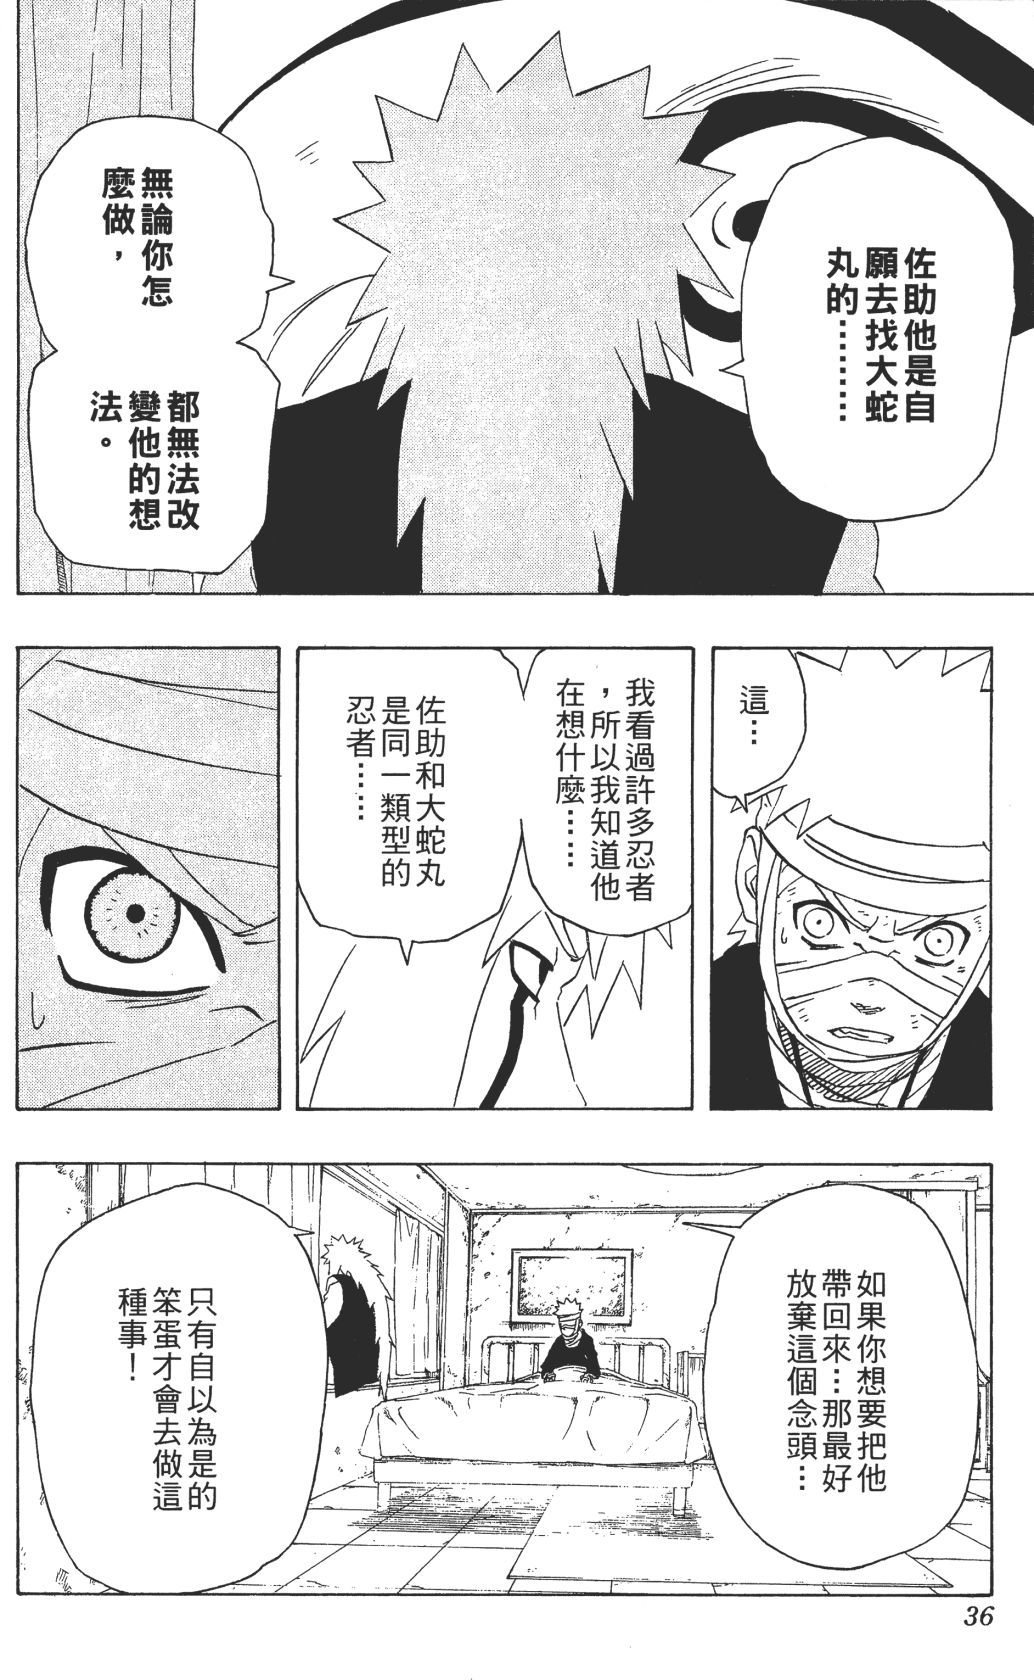 佐助他是自
願去找大蛇
丸的………
無論你怎
麼做，
都無法改
變他的想
法。
這…
我看過許多忍者
，所以我知道他
在想什麼……
佐助和大蛇丸
是同一類型的
忍者……
如果你想要把他
帶回來…那最好
放棄這個念頭…
只有自以為是的
笨蛋才會去做這
種事！
36